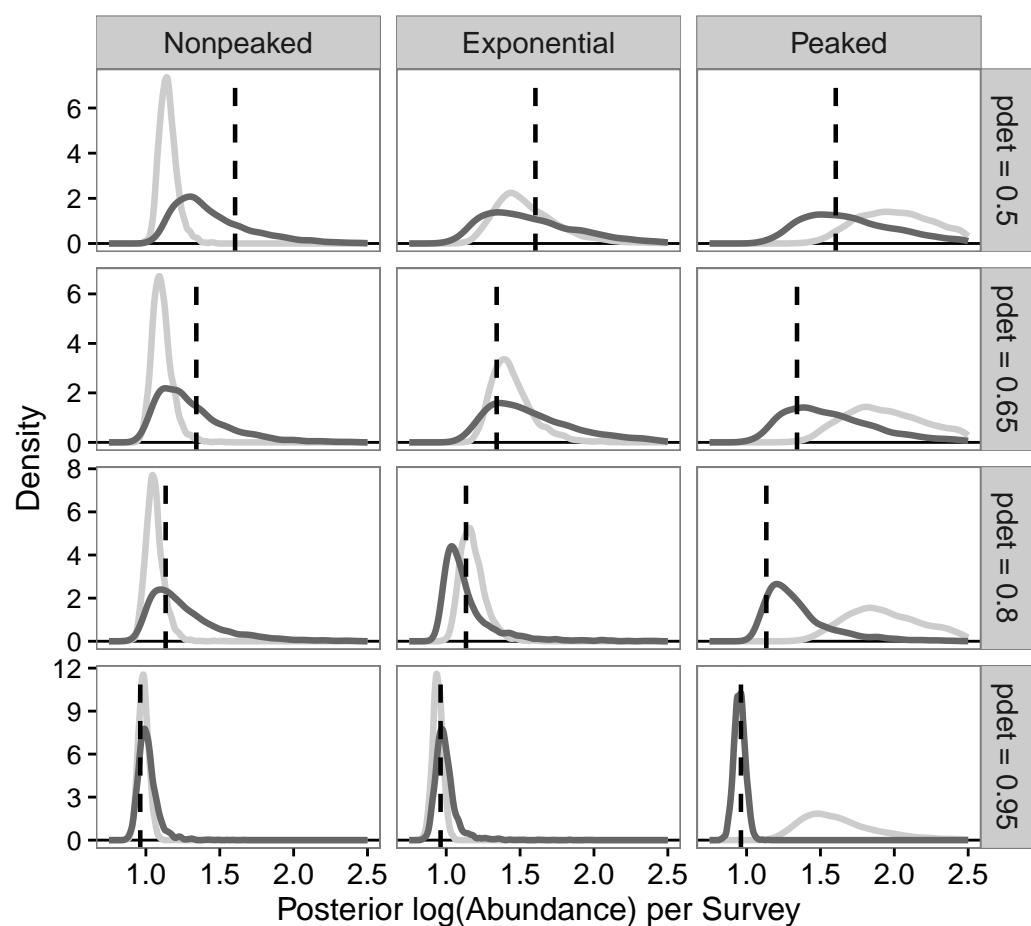 Nonpeaked Exponential Peaked
6
4
2
0
pdet = 0.5
6
4
2
0
pdet = 0.65
8
6
4
2
0
pdet = 0.8
12
9
6
3
0
pdet = 0.95
Density
1.0 1.5 2.0 2.5 1.0 1.5 2.0 2.5 1.0 1.5 2.0 2.5
Posterior log(Abundance) per Survey